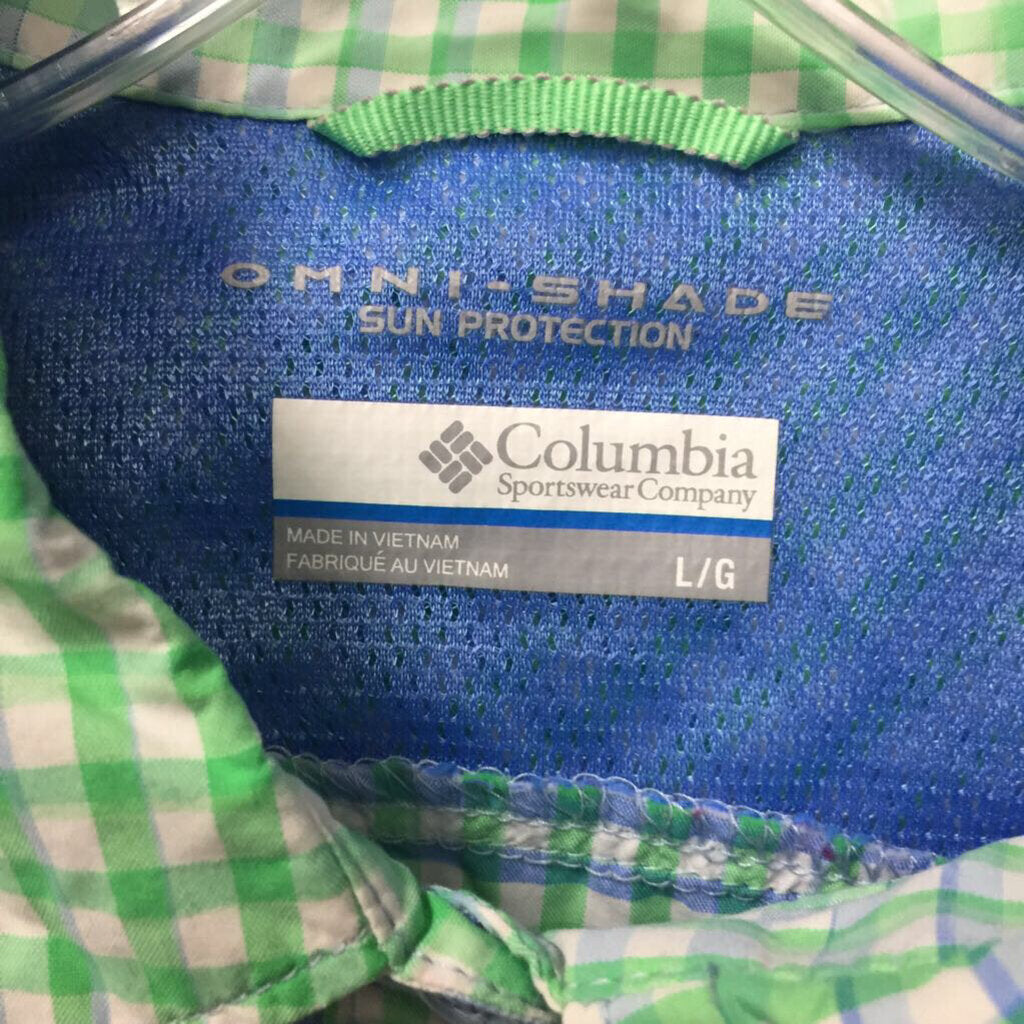 OMNI-SHADE
SUN PROTECTION
Columbia
Sportswear Company
MADE IN VIETNAM
FABRIQUÉ AU VIETNAM
L/G